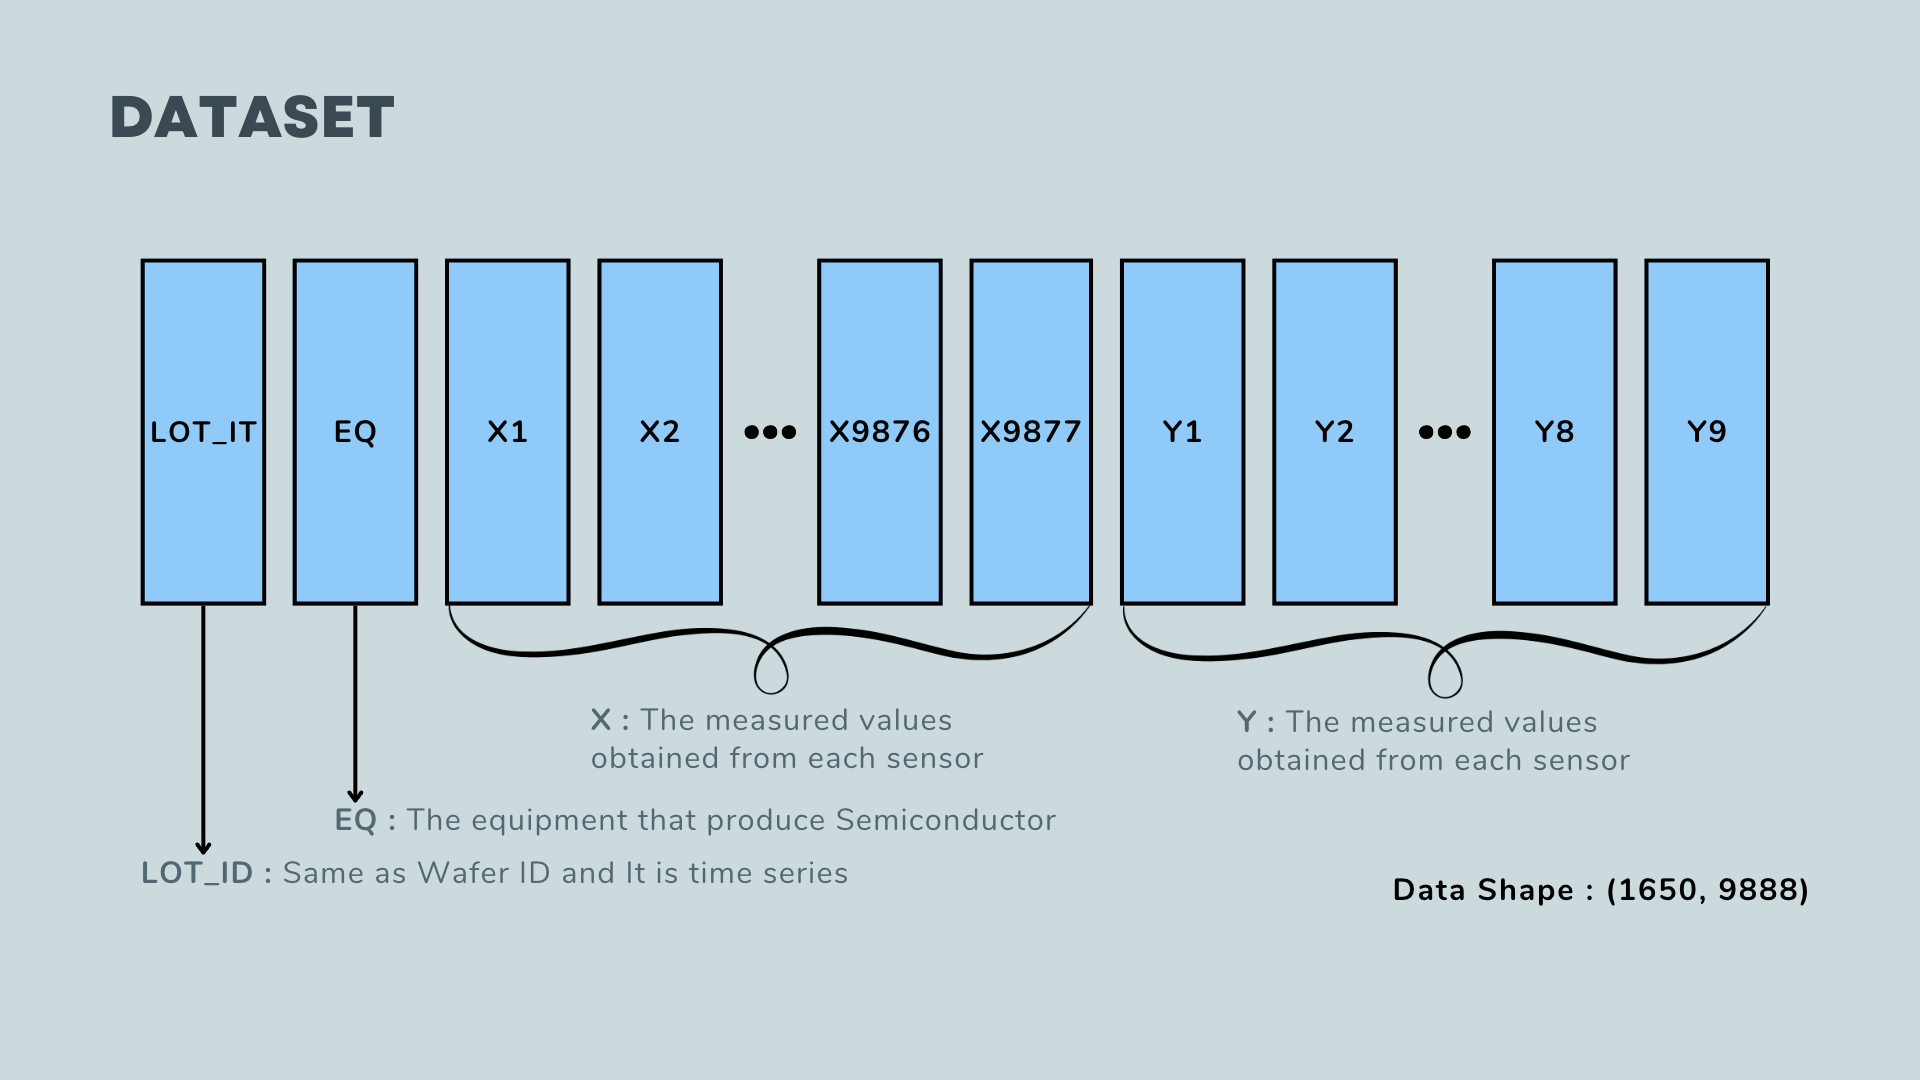 DATASET
LOT_IT
EQ
X1
X2
•••
X9876
X9877
Y1
Y2
•••
Y8
Y9
X : The measured values
obtained from each sensor
Y : The measured values
obtained from each sensor
EQ : The equipment that produce Semiconductor
LOT_ID : Same as Wafer ID and It is time series
Data Shape : (1650, 9888)